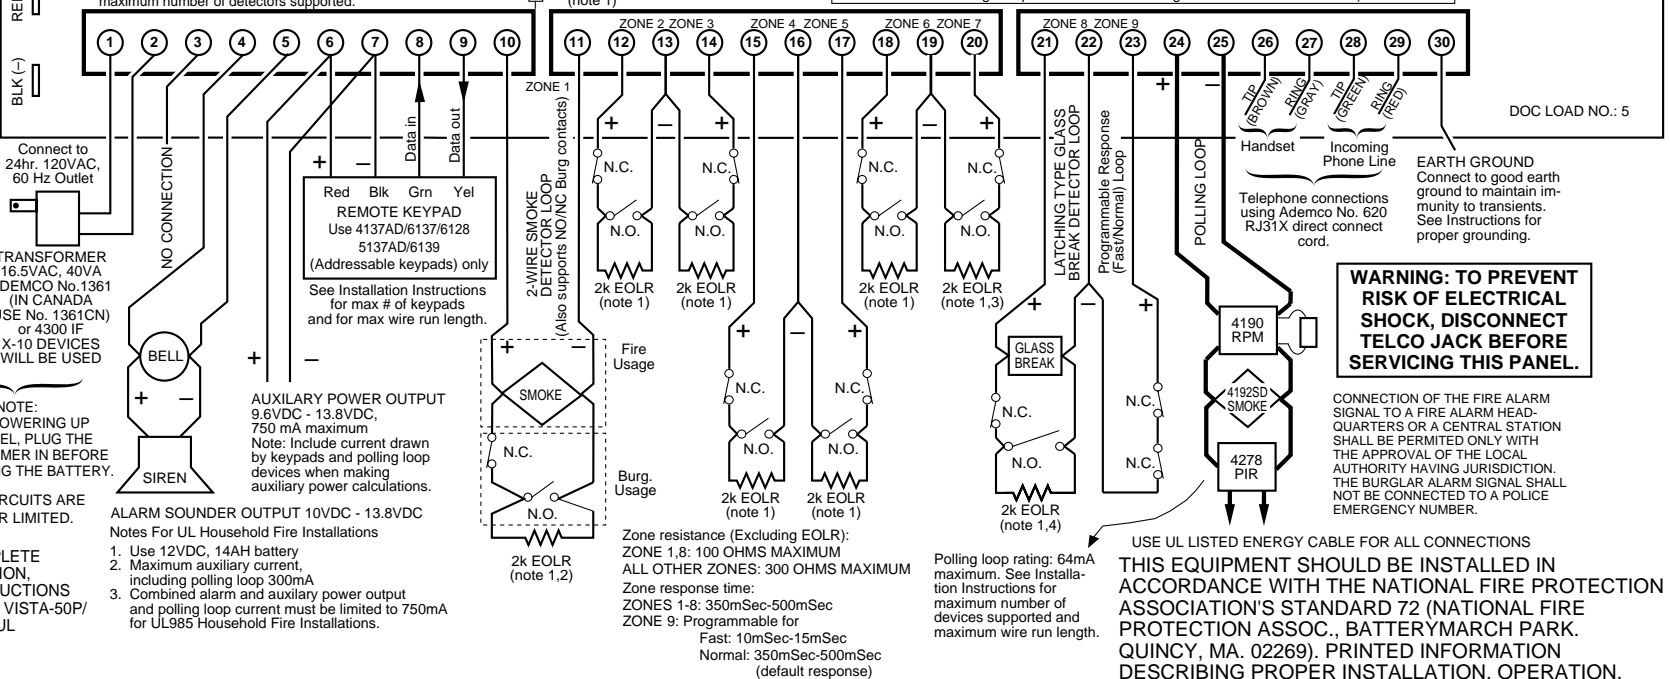 maximum number of detectors supported.
(note 1)
BLK (–)
1 2 3 4 5 6 7 8 9 10
ZONE 2 ZONE 3 ZONE 4 ZONE 5 ZONE 6 ZONE 7
11 12 13 14 15 16 17 18 19 20
ZONE 8 ZONE 9
21 22 23 24 25 26 27 28 29 30
ZONE 1
DOC LOAD NO.: 5
Connect to
24hr. 120VAC,
60 Hz Outlet
TRANSFORMER
16.5VAC, 40VA
DEMCO No.1361
(IN CANADA
USE No. 1361CN)
or 4300 IF
X-10 DEVICES
WILL BE USED
NOTE:
OWERING UP
EL, PLUG THE
MER IN BEFORE
NG THE BATTERY.
RCUITS ARE
R LIMITED.
PLETE
ION,
UCTIONS
VISTA-50P/
UL
NO CONNECTION
BELL
+ –
SIREN
ALARM SOUNDER OUTPUT 10VDC - 13.8VDC
Notes For UL Household Fire Installations
1. Use 12VDC, 14AH battery
2. Maximum auxiliary current,
including polling loop 300mA
3. Combined alarm and auxilary power output
and polling loop current must be limited to 750mA
for UL985 Household Fire Installations.
+ –
AUXILARY POWER OUTPUT
9.6VDC - 13.8VDC,
750 mA maximum
Note: Include current drawn
by keypads and polling loop
devices when making
auxiliary power calculations.
+ –
Data in
Data out
Red Blk Grn Yel
REMOTE KEYPAD
Use 4137AD/6137/6128
5137AD/6139
(Addressable keypads) only
See Installation Instructions
for max # of keypads
and for max wire run length.
2-WIRE SMOKE
DETECTOR LOOP
(Also supports NO/NC Burg contacts)
+ –
SMOKE
Fire
Usage
N.C.
Burg.
Usage
N.O.
2k EOLR
(note 1,2)
+ – +
N.C. N.C.
N.O. N.O.
2k EOLR
(note 1)
2k EOLR
(note 1)
+ – +
N.C. N.C.
N.O. N.O.
2k EOLR
(note 1)
2k EOLR
(note 1)
+ – +
N.C. N.C.
N.O. N.O.
2k EOLR
(note 1)
2k EOLR
(note 1,3)
Zone resistance (Excluding EOLR):
ZONE 1,8: 100 OHMS MAXIMUM
ALL OTHER ZONES: 300 OHMS MAXIMUM
Zone response time:
ZONES 1-8: 350mSec-500mSec
ZONE 9: Programmable for
Fast: 10mSec-15mSec
Normal: 350mSec-500mSec
(default response)
LATCHING TYPE GLASS
BREAK DETECTOR LOOP
Programmable Response
(Fast/Normal) Loop
+ – +
GLASS
BREAK
N.O.
2k EOLR
(note 1,4)
N.C.
N.C.
+ –
POLLING LOOP
4190
RPM
4192SD
SMOKE
4278
PIR
Polling loop rating: 64mA
maximum. See Installa-
tion Instructions for
maximum number of
devices supported and
maximum wire run length.
TIP
(BROWN)
RING
(GRAY)
TIP
(GREEN)
RING
(RED)
Handset
Incoming
Phone Line
Telephone connections
using Ademco No. 620
RJ31X direct connect
cord.
EARTH GROUND
Connect to good earth
ground to maintain im-
munity to transients.
See Instructions for
proper grounding.
WARNING: TO PREVENT
RISK OF ELECTRICAL
SHOCK, DISCONNECT
TELCO JACK BEFORE
SERVICING THIS PANEL.
CONNECTION OF THE FIRE ALARM
SIGNAL TO A FIRE ALARM HEAD-
QUARTERS OR A CENTRAL STATION
SHALL BE PERMITED ONLY WITH
THE APPROVAL OF THE LOCAL
AUTHORITY HAVING JURISDICTION.
THE BURGLAR ALARM SIGNAL SHALL
NOT BE CONNECTED TO A POLICE
EMERGENCY NUMBER.
USE UL LISTED ENERGY CABLE FOR ALL CONNECTIONS
THIS EQUIPMENT SHOULD BE INSTALLED IN
ACCORDANCE WITH THE NATIONAL FIRE PROTECTION
ASSOCIATION'S STANDARD 72 (NATIONAL FIRE
PROTECTION ASSOC., BATTERYMARCH PARK.
QUINCY, MA. 02269). PRINTED INFORMATION
DESCRIBING PROPER INSTALLATION, OPERATION,